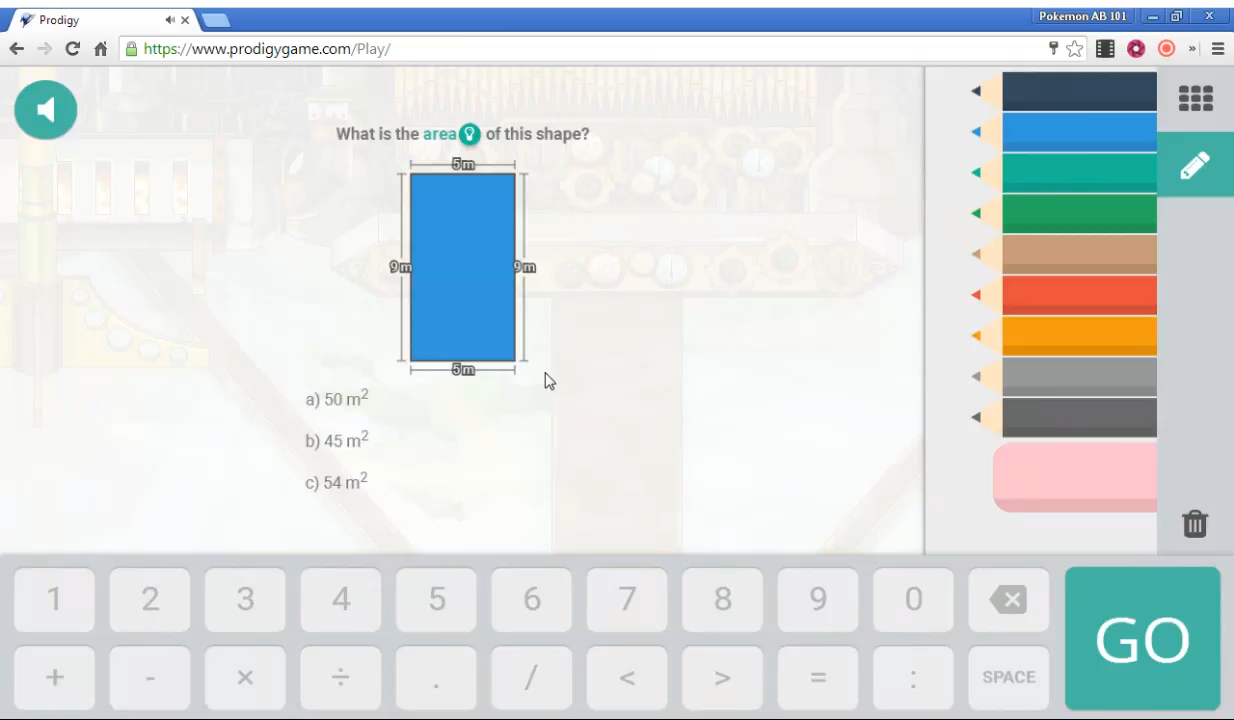 Prodigy
Pokemon AB 101
https://www.prodigygame.com/Play/
What is the area of this shape?
5m
9m 9m
5m
a) 50 m²
b) 45 m²
c) 54 m²
1 2 3 4 5 6 7 8 9 0
+ - × ÷ . / < > = : SPACE
GO